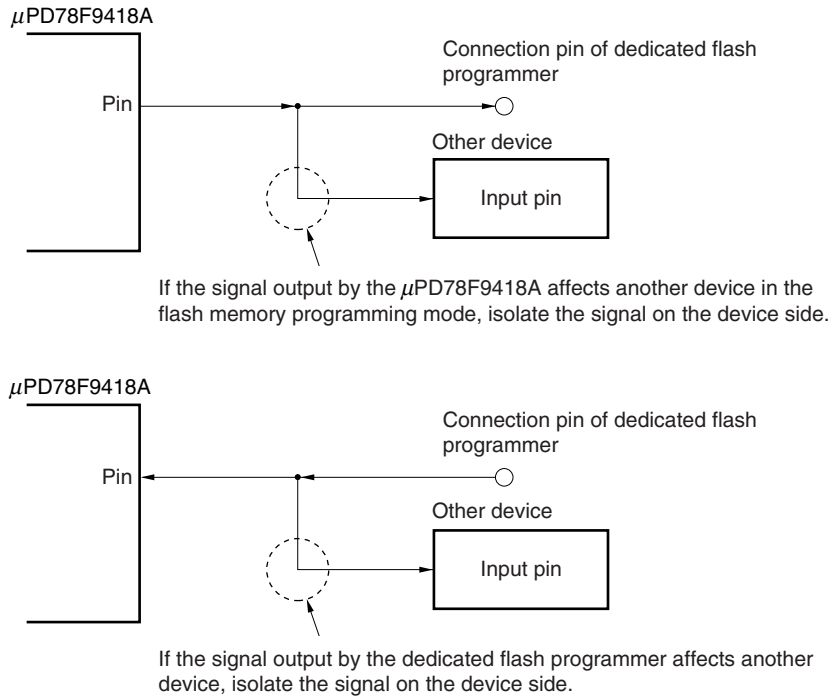 μPD78F9418A
Connection pin of dedicated flash
programmer
Pin
Other device
Input pin
If the signal output by the μPD78F9418A affects another device in the
flash memory programming mode, isolate the signal on the device side.
μPD78F9418A
Connection pin of dedicated flash
programmer
Pin
Other device
Input pin
If the signal output by the dedicated flash programmer affects another
device, isolate the signal on the device side.